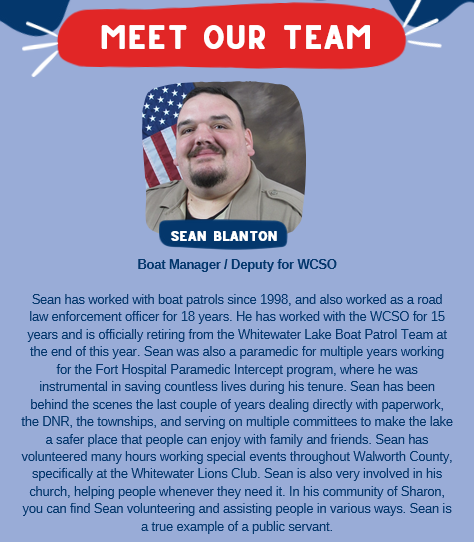 MEET OUR TEAM
SEAN BLANTON
Boat Manager / Deputy for WCSO
Sean has worked with boat patrols since 1998, and also worked as a road
law enforcement officer for 18 years. He has worked with the WCSO for 15
years and is officially retiring from the Whitewater Lake Boat Patrol Team at
the end of this year. Sean was also a paramedic for multiple years working
for the Fort Hospital Paramedic Intercept program, where he was
instrumental in saving countless lives during his tenure. Sean has been
behind the scenes the last couple of years dealing directly with paperwork,
the DNR, the townships, and serving on multiple committees to make the lake
a safer place that people can enjoy with family and friends. Sean has
volunteered many hours working special events throughout Walworth County,
specifically at the Whitewater Lions Club. Sean is also very involved in his
church, helping people whenever they need it. In his community of Sharon,
you can find Sean volunteering and assisting people in various ways. Sean is
a true example of a public servant.